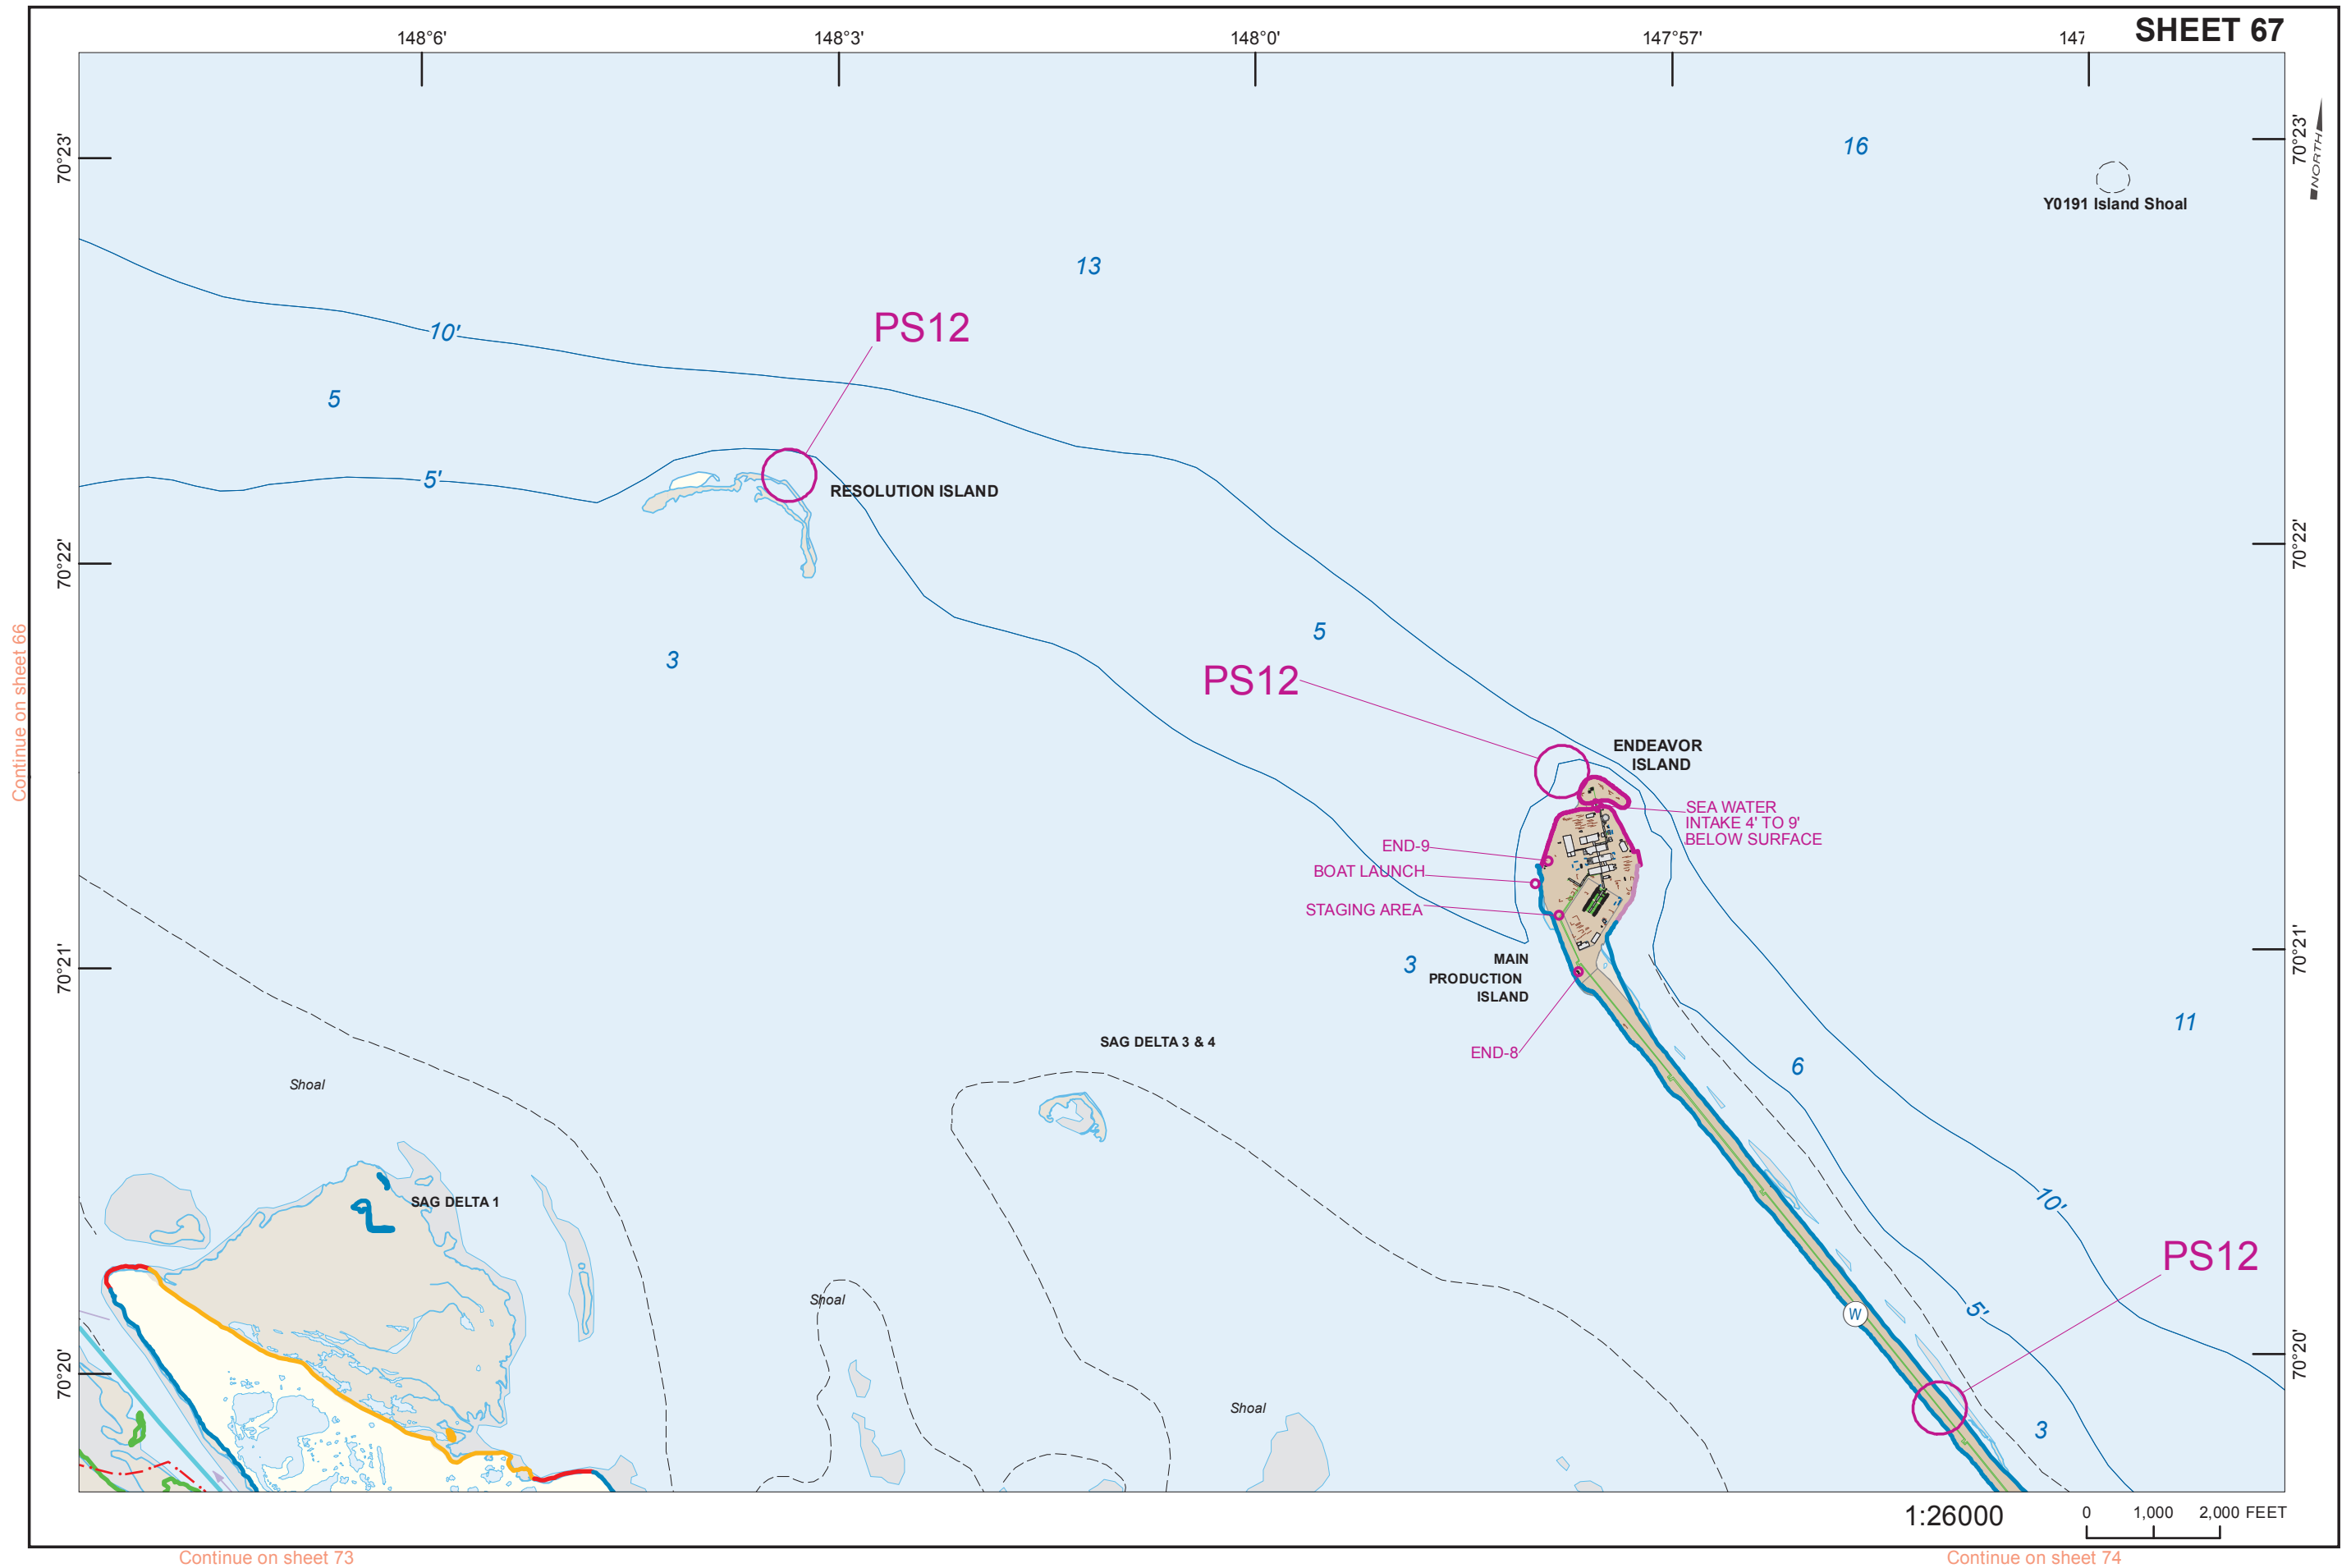 SHEET 67
148°6'
148°3'
148°0'
147°57'
147
70°23'
70°23'
NORTH
16
Y0191 Island Shoal
13
PS12
10'
5
5'
RESOLUTION ISLAND
70°22'
70°22'
5
3
PS12
Continue on sheet 66
ENDEAVOR
ISLAND
SEA WATER
INTAKE 4' TO 9'
BELOW SURFACE
END-9
BOAT LAUNCH
STAGING AREA
3
MAIN
PRODUCTION
ISLAND
70°21'
70°21'
11
SAG DELTA 3 & 4
END-8
6
Shoal
SAG DELTA 1
10'
PS12
Shoal
5'
W
70°20'
70°20'
Shoal
3
1:26000
0 1,000 2,000 FEET
Continue on sheet 73
Continue on sheet 74